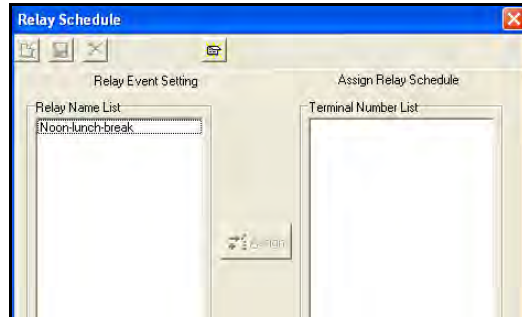 Relay Schedule
Relay Event Setting
Assign Relay Schedule
Relay Name List
Terminal Number List
Noon-lunch-break
Assign